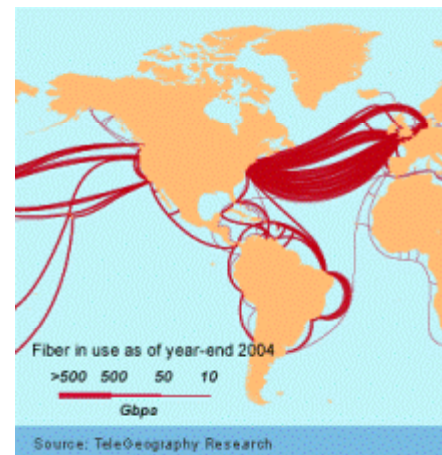 Fiber in use as of year-end 2004
>500 500 50 10
Gbps
Source: TeleGeography Research